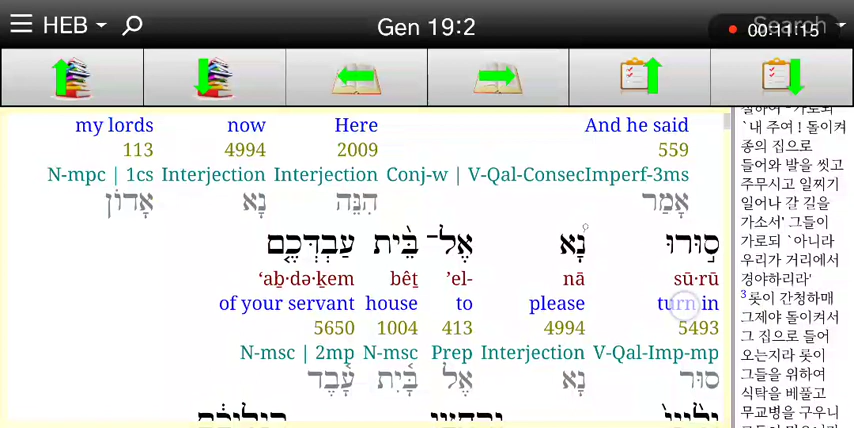 HEB
Gen 19:2
00:11:15
my lords now Here And he said
113 4994 2009 559
N-mpc | 1cs Interjection Interjection Conj-w | V-Qal-ConsecImperf-3ms
אָמַר הִנֵּה נָא אָדוֹן
ס֣וּרוּ נָ֠א אֶל־ בֵּ֨ית עַבְדְּכֶ֤ם
‘aḇ·də·ḵem bêṯ ’el- nā sū·rū
of your servant house to please turn in
5650 1004 413 4994 5493
N-msc | 2mp N-msc Prep Interjection V-Qal-Imp-mp
סוּר נָא אֶל בַּיִת עֶבֶד
`내 주여 ! 돌이켜
종의 집으로
들어와 발을 씻고
주무시고 일찌기
일어나 갈 길을
가소서' 그들이
가로되 `아니라
우리가 거리에서
경야하리라'
3롯이 간청하매
그제야 돌이켜서
그 집으로 들어
오는지라 롯이
그들을 위하여
식탁을 베풀고
무교병을 구우니